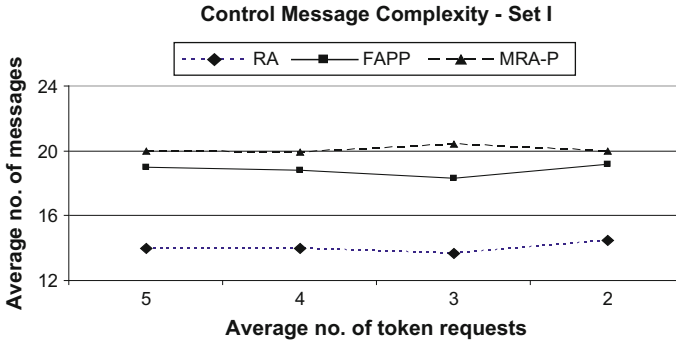 Control Message Complexity - Set I
RA FAPP MRA-P
Average no. of messages
24
20
16
12
5 4 3 2
Average no. of token requests